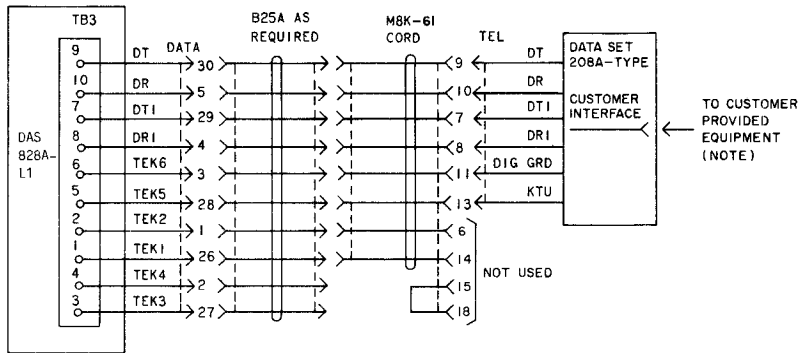 TB3
B25A AS
REQUIRED
M8K-61
CORD
DATA
TEL
DAS
828A-
L1
9 DT 30 9 DT
10 DR 5 10 DR
7 DT1 29 7 DT1
8 DR1 4 8 DR1
6 TEK6 3 11 DIG GRD
5 TEK5 28 13 KTU
2 TEK2 1 6
1 TEK1 26 14
4 TEK4 2 15
3 TEK3 27 18
NOT USED
DATA SET
208A-TYPE
CUSTOMER
INTERFACE
TO CUSTOMER
PROVIDED
EQUIPMENT
(NOTE)